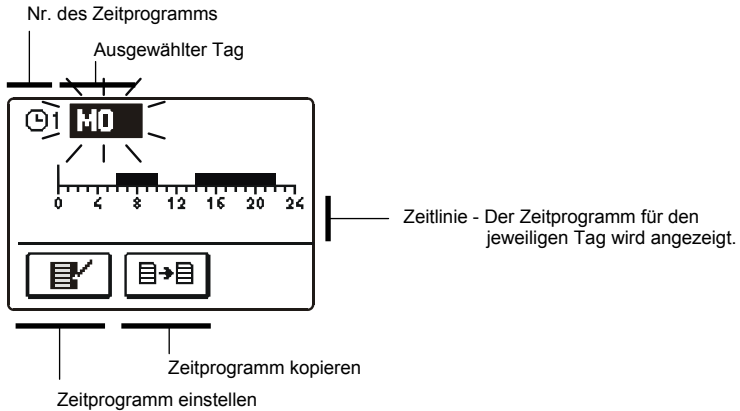 Nr. des Zeitprogramms
Ausgewählter Tag
1 MO
0 4 8 12 16 20 24
Zeitlinie - Der Zeitprogramm für den
jeweiligen Tag wird angezeigt.
Zeitprogramm kopieren
Zeitprogramm einstellen